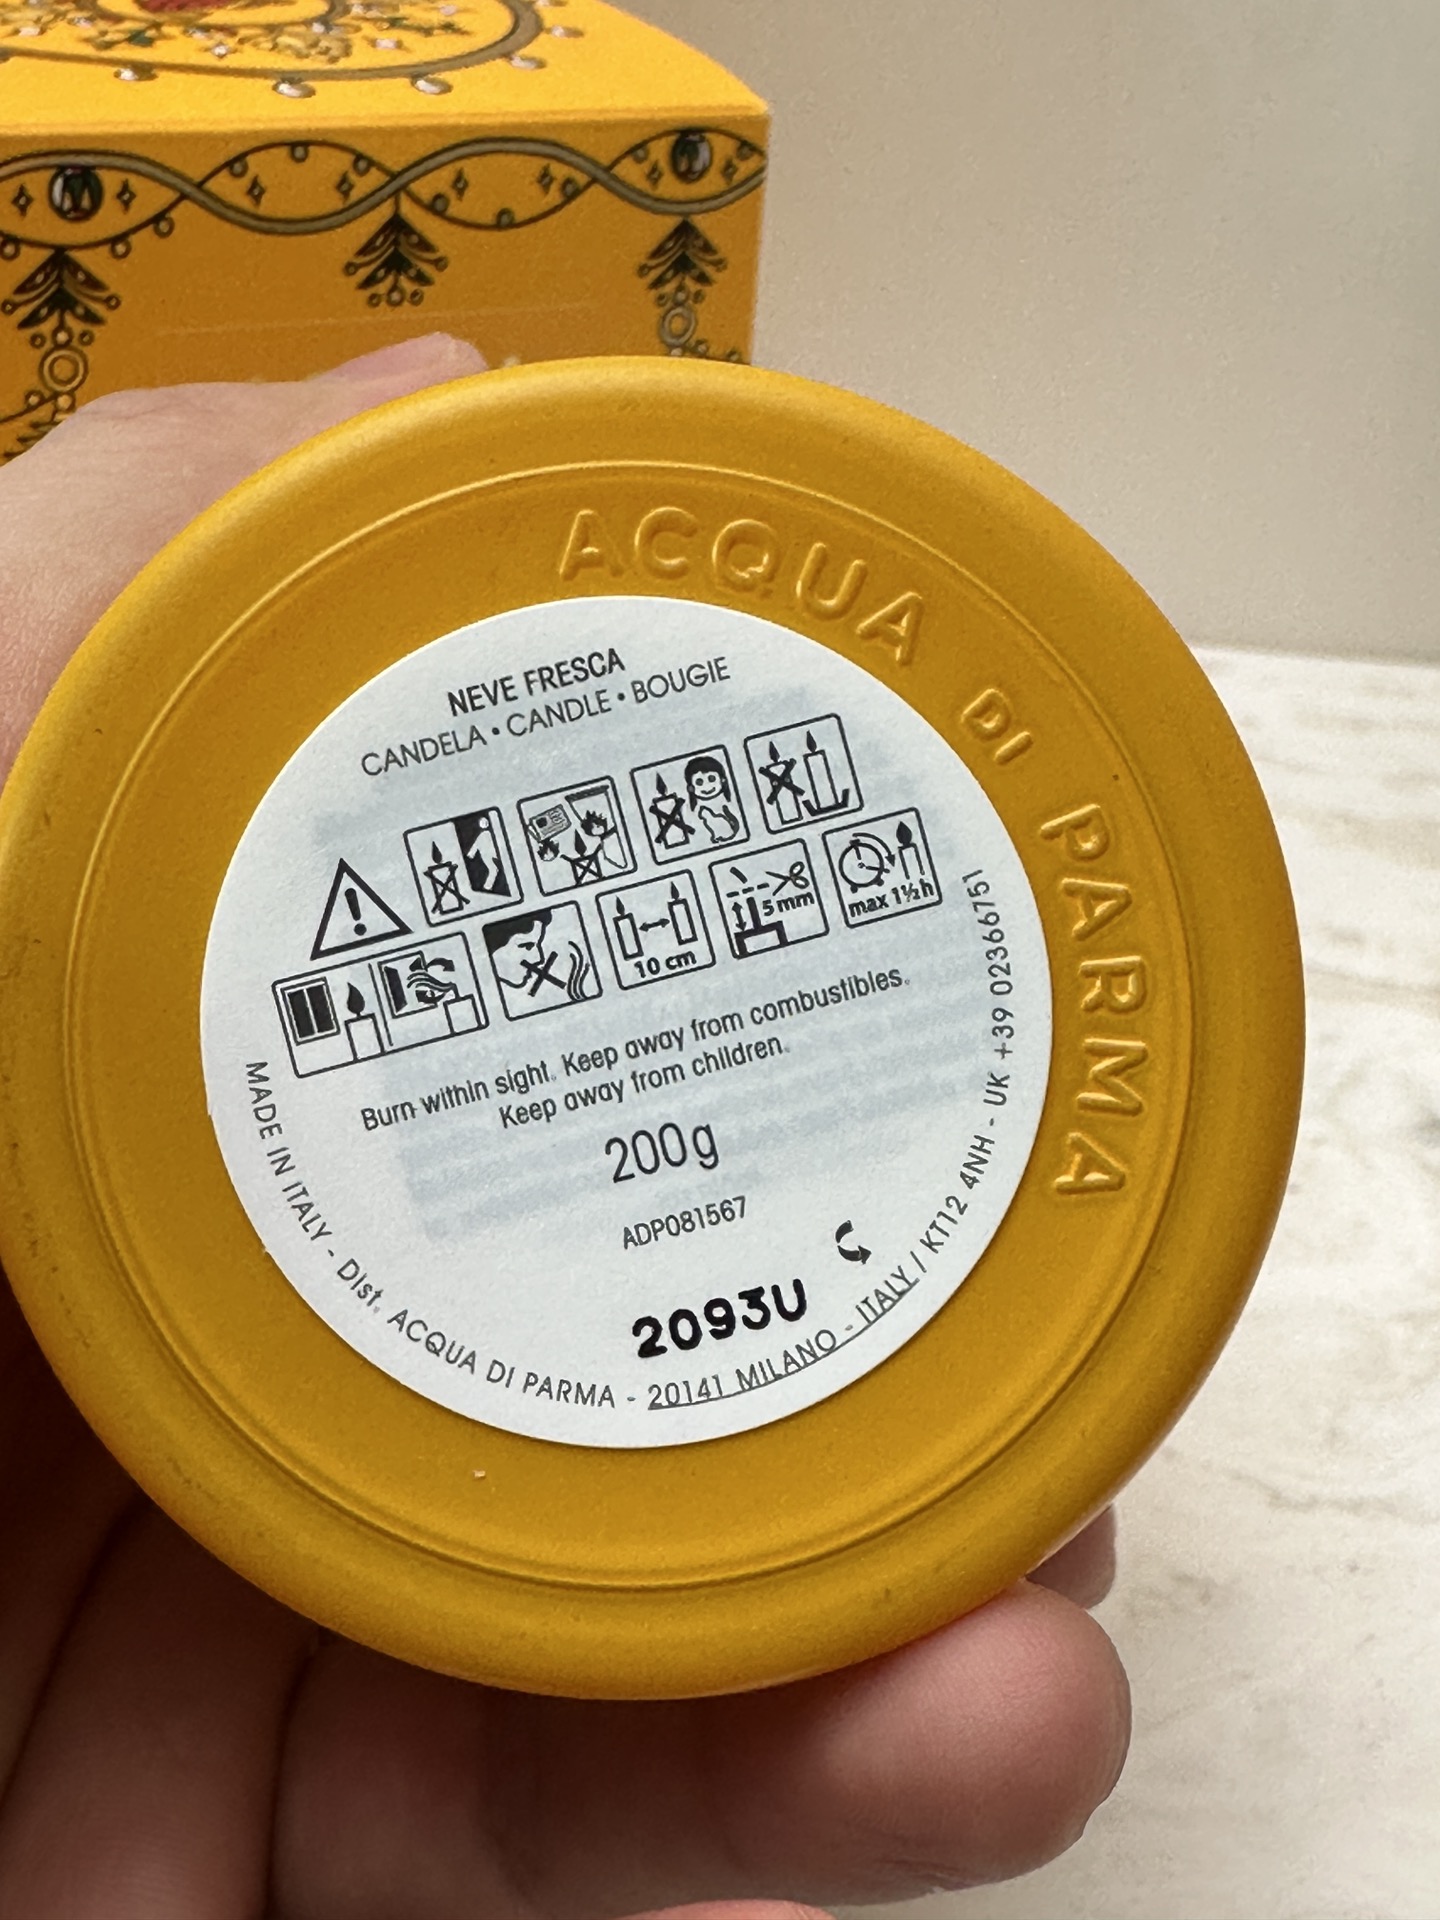 ACQUA DI PARMA
NEVE FRESCA
CANDELA • CANDLE • BOUGIE
5 mm
max 1½ h
10 cm
Burn within sight. Keep away from combustibles.
Keep away from children.
200g
ADP081567
2093U
MADE IN ITALY - Dist. ACQUA DI PARMA - 20141 MILANO - ITALY / KT12 4NH - UK +39 02366751